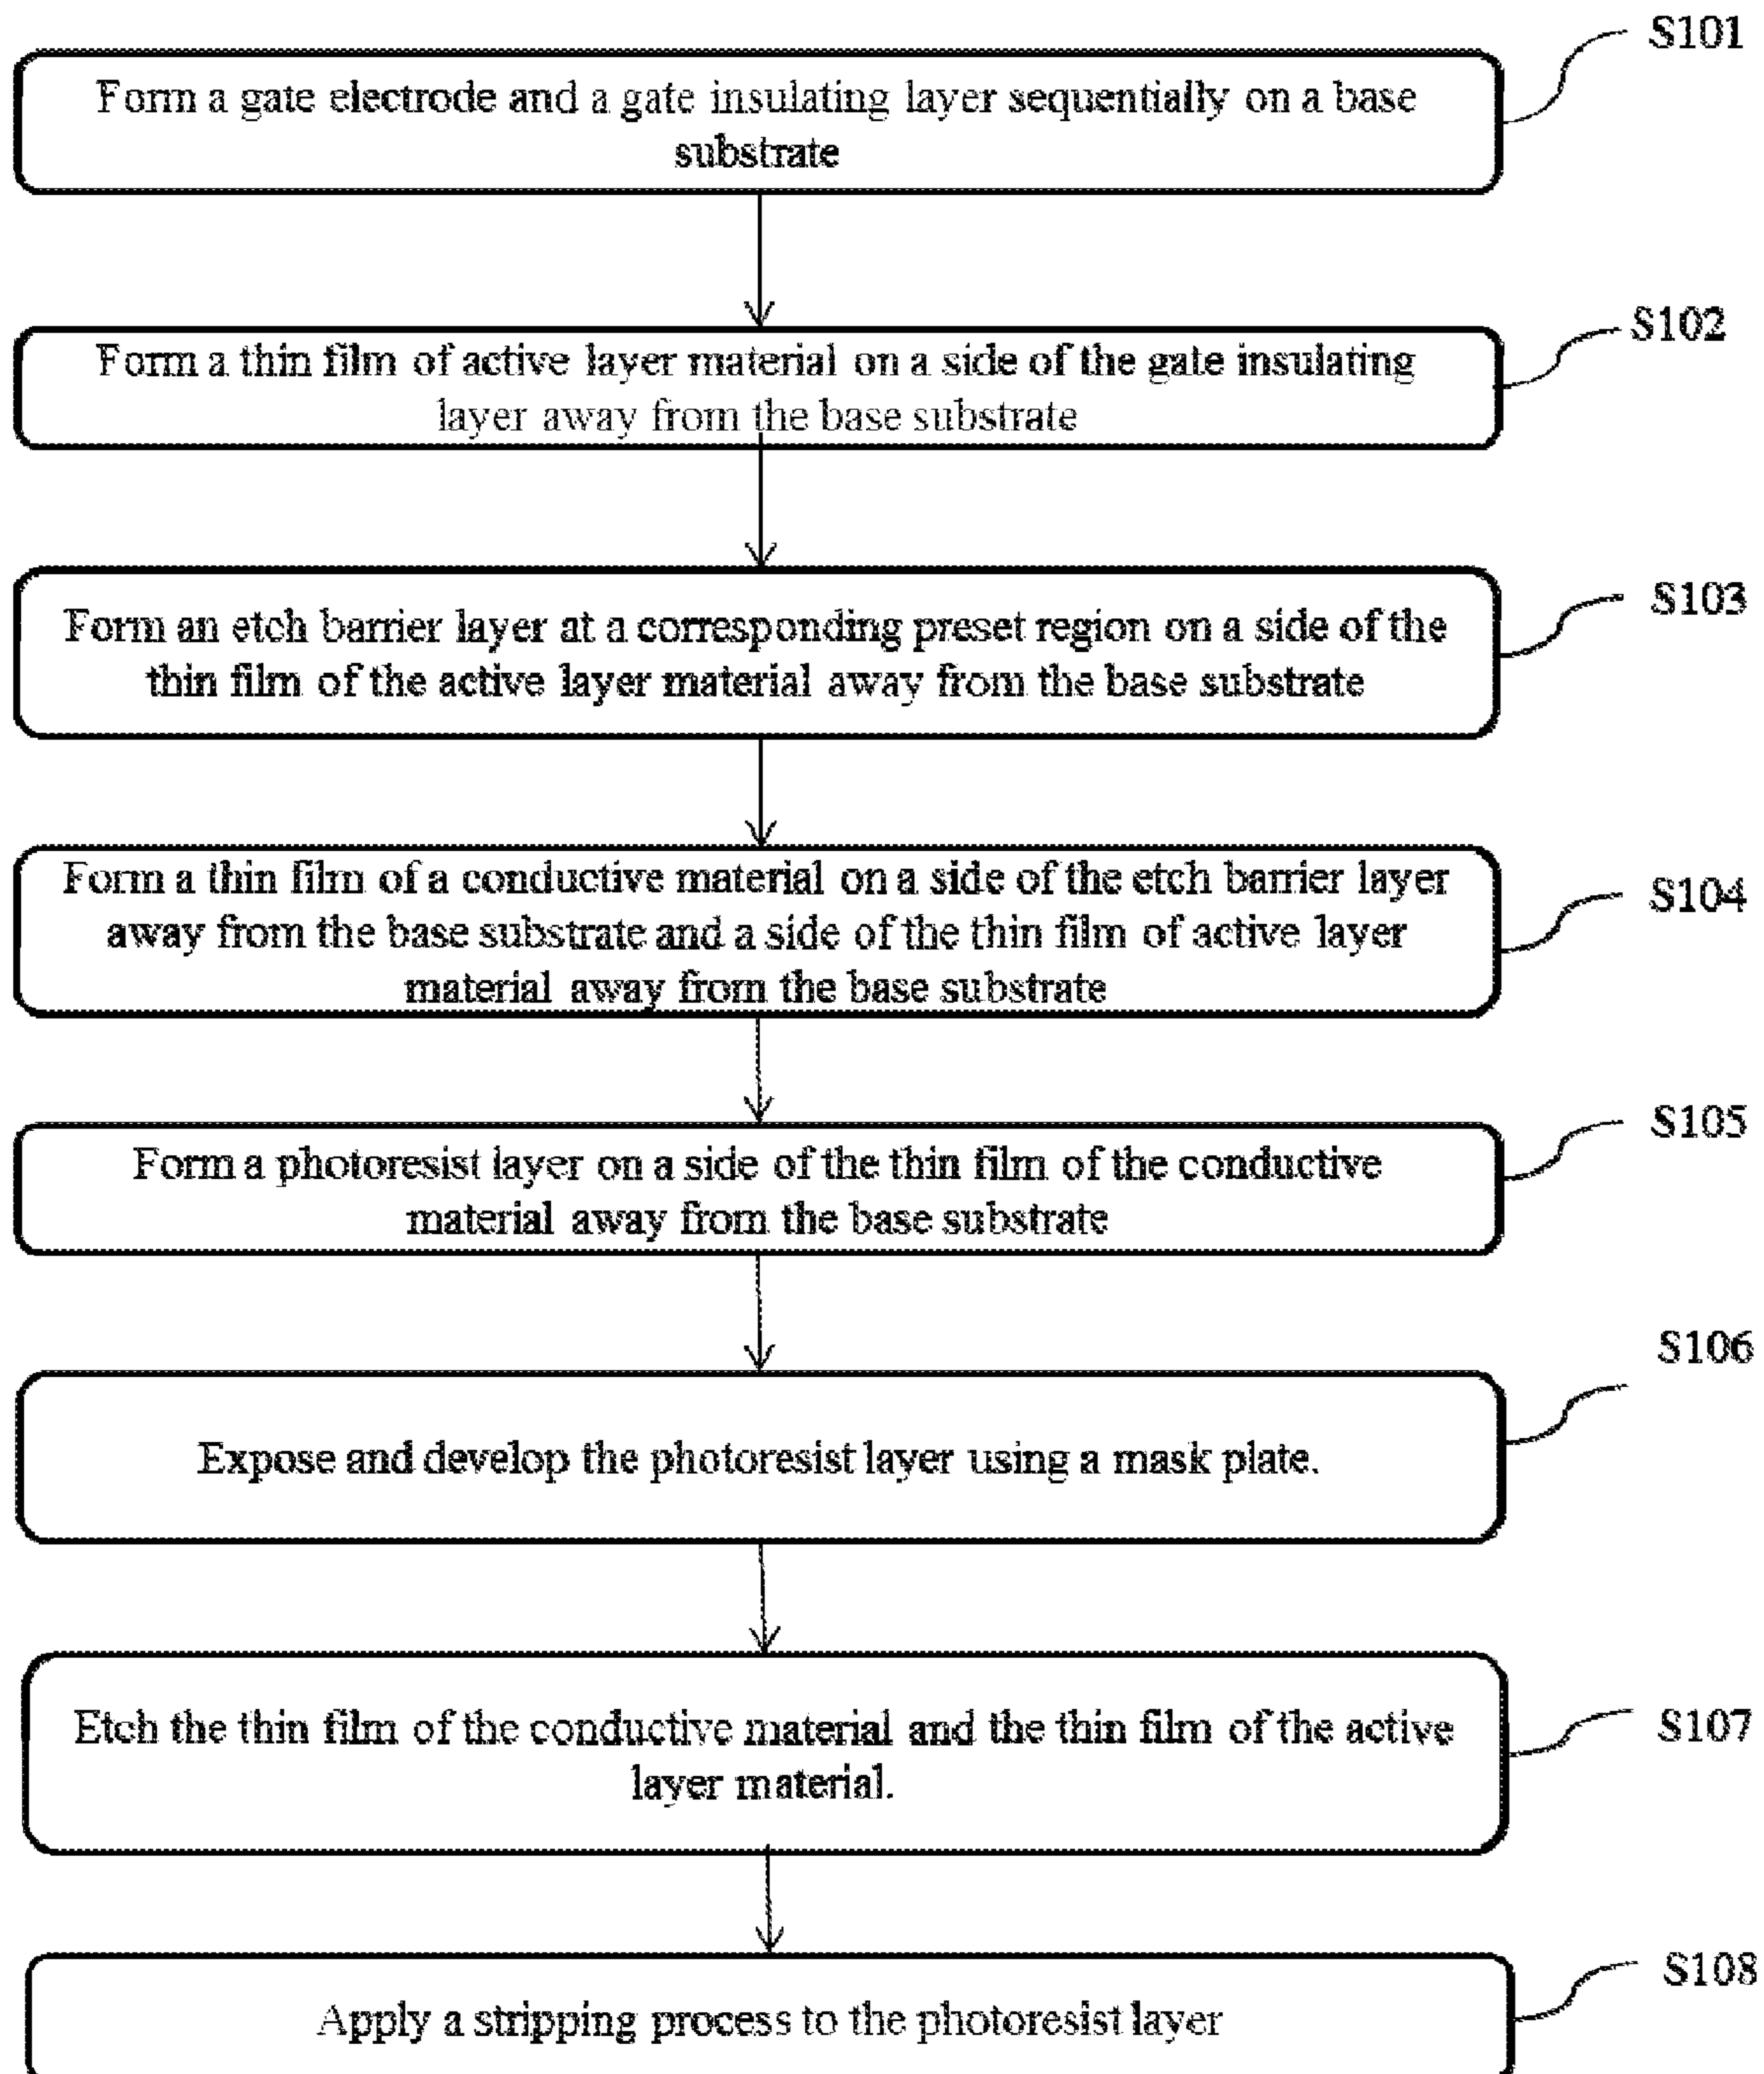 S101
Form a gate electrode and a gate insulating layer sequentially on a base
substrate
S102
Form a thin film of active layer material on a side of the gate insulating
layer away from the base substrate
S103
Form an etch barrier layer at a corresponding preset region on a side of the
thin film of the active layer material away from the base substrate
S104
Form a thin film of a conductive material on a side of the etch barrier layer
away from the base substrate and a side of the thin film of active layer
material away from the base substrate
S105
Form a photoresist layer on a side of the thin film of the conductive
material away from the base substrate
S106
Expose and develop the photoresist layer using a mask plate.
S107
Etch the thin film of the conductive material and the thin film of the active
layer material.
S108
Apply a stripping process to the photoresist layer